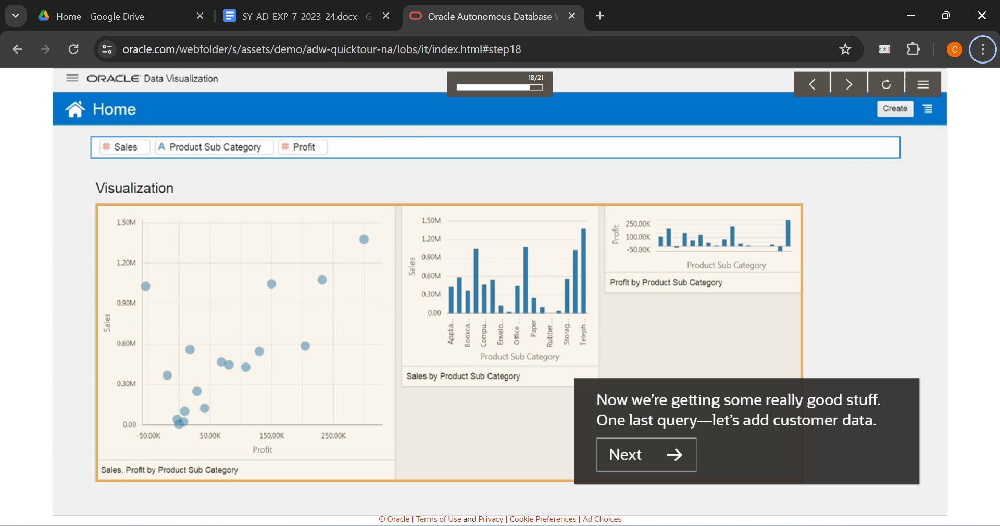 Home - Google Drive
SY_AD_EXP-7_2023_24.docx - G
Oracle Autonomous Database
oracle.com/webfolder/s/assets/demo/adw-quicktour-na/lobs/it/index.html#step18
C
ORACLE Data Visualization
18/21
Home
Create
# Sales
A Product Sub Category
# Profit
Visualization
1.50M
1.20M
0.90M
0.60M
0.30M
0.00
Sales
-50.00K
50.00K
150.00K
250.00K
Profit
Sales, Profit by Product Sub Category
1.50M
1.20M
0.90M
0.60M
0.30M
0.00
Sales
Applia...
Bookca...
Compu...
Envelo...
Office ...
Paper
Rubber...
Storag...
Teleph...
Product Sub Category
Sales by Product Sub Category
250.00K
100.00K
-50.00K
Profit
Product Sub Category
Profit by Product Sub Category
Now we’re getting some really good stuff.
One last query—let’s add customer data.
Next →
© Oracle | Terms of Use and Privacy | Cookie Preferences | Ad Choices